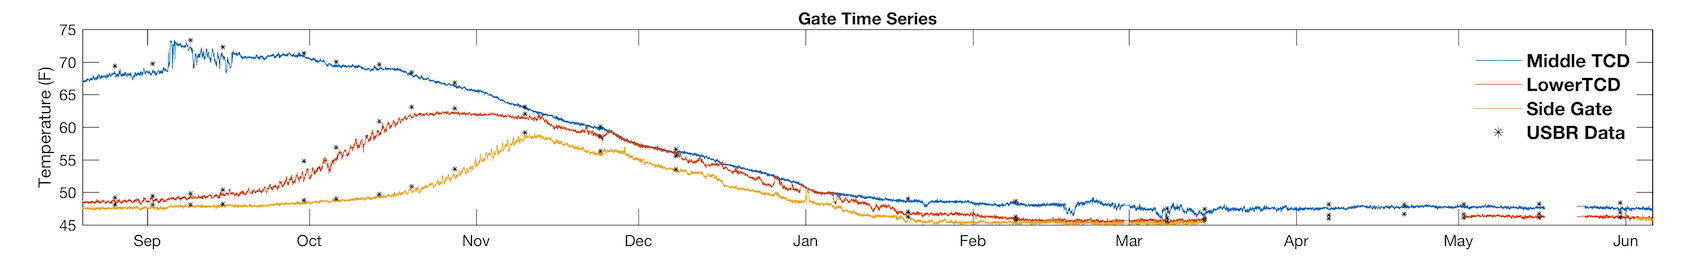 Gate Time Series
Temperature (F)
75
70
65
60
55
50
45
Middle TCD
LowerTCD
Side Gate
USBR Data
Sep Oct Nov Dec Jan Feb Mar Apr May Jun